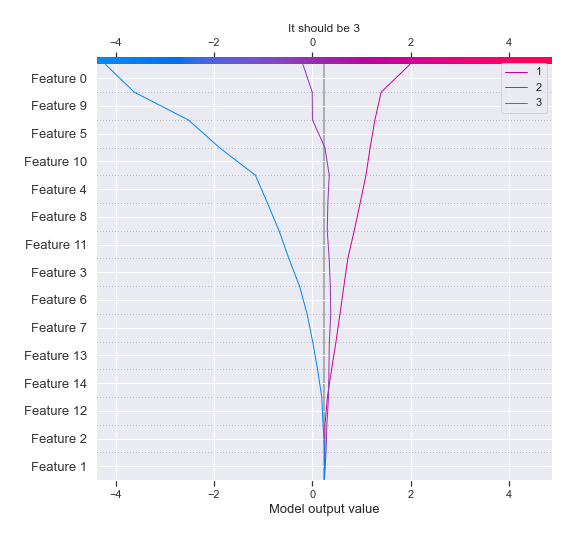 It should be 3
−4 −2 0 2 4
1
2
3
Feature 0
Feature 9
Feature 5
Feature 10
Feature 4
Feature 8
Feature 11
Feature 3
Feature 6
Feature 7
Feature 13
Feature 14
Feature 12
Feature 2
Feature 1
−4 −2 0 2 4
Model output value